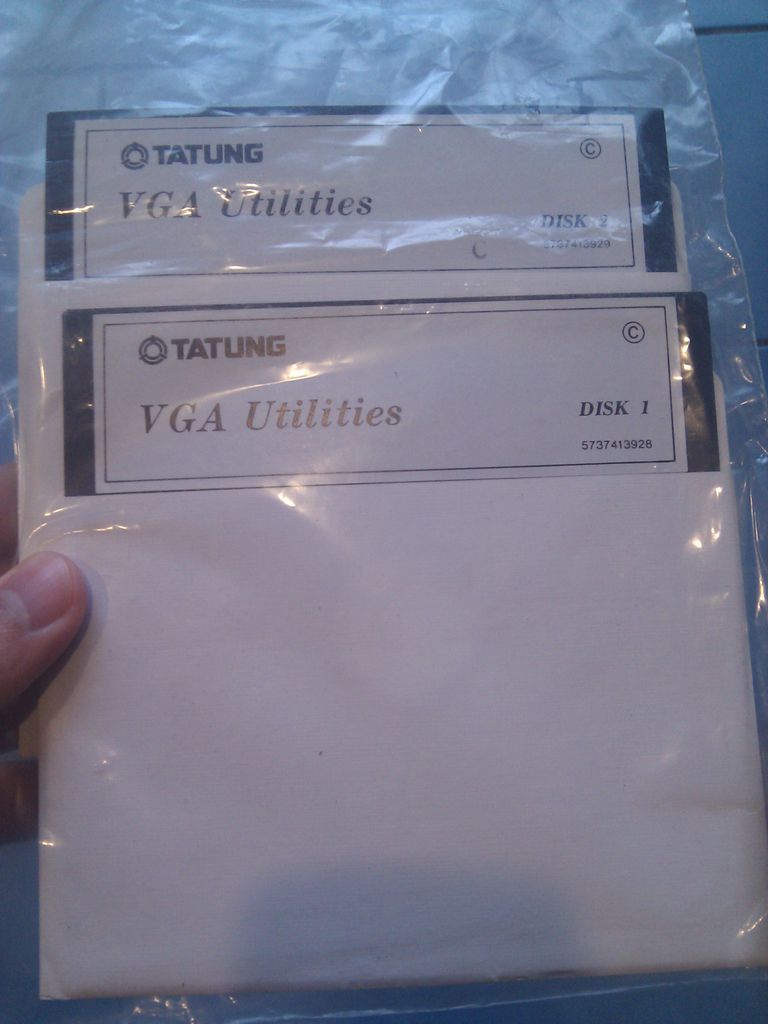 TATUNG
©
VGA Utilities
DISK 2
5737413929
C
TATUNG
©
VGA Utilities
DISK 1
5737413928